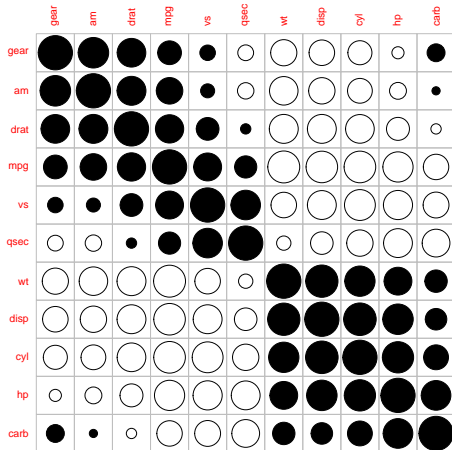 gear am drat mpg vs qsec wt disp cyl hp carb
gear
am
drat
mpg
vs
qsec
wt
disp
cyl
hp
carb